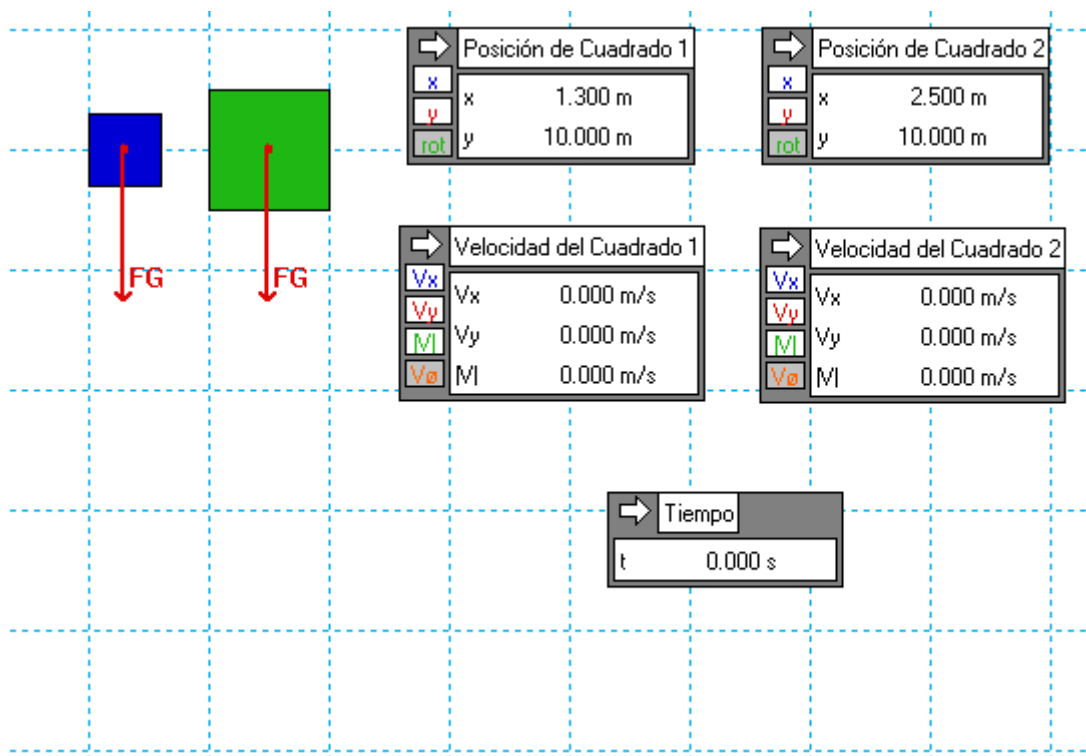 Posición de Cuadrado 1
x
y
rot
x 1.300 m
y 10.000 m
Posición de Cuadrado 2
x
y
rot
x 2.500 m
y 10.000 m
FG
FG
Velocidad del Cuadrado 1
Vx
Vy
|V|
Vø
Vx 0.000 m/s
Vy 0.000 m/s
|V| 0.000 m/s
Velocidad del Cuadrado 2
Vx
Vy
|V|
Vø
Vx 0.000 m/s
Vy 0.000 m/s
|V| 0.000 m/s
Tiempo
t 0.000 s